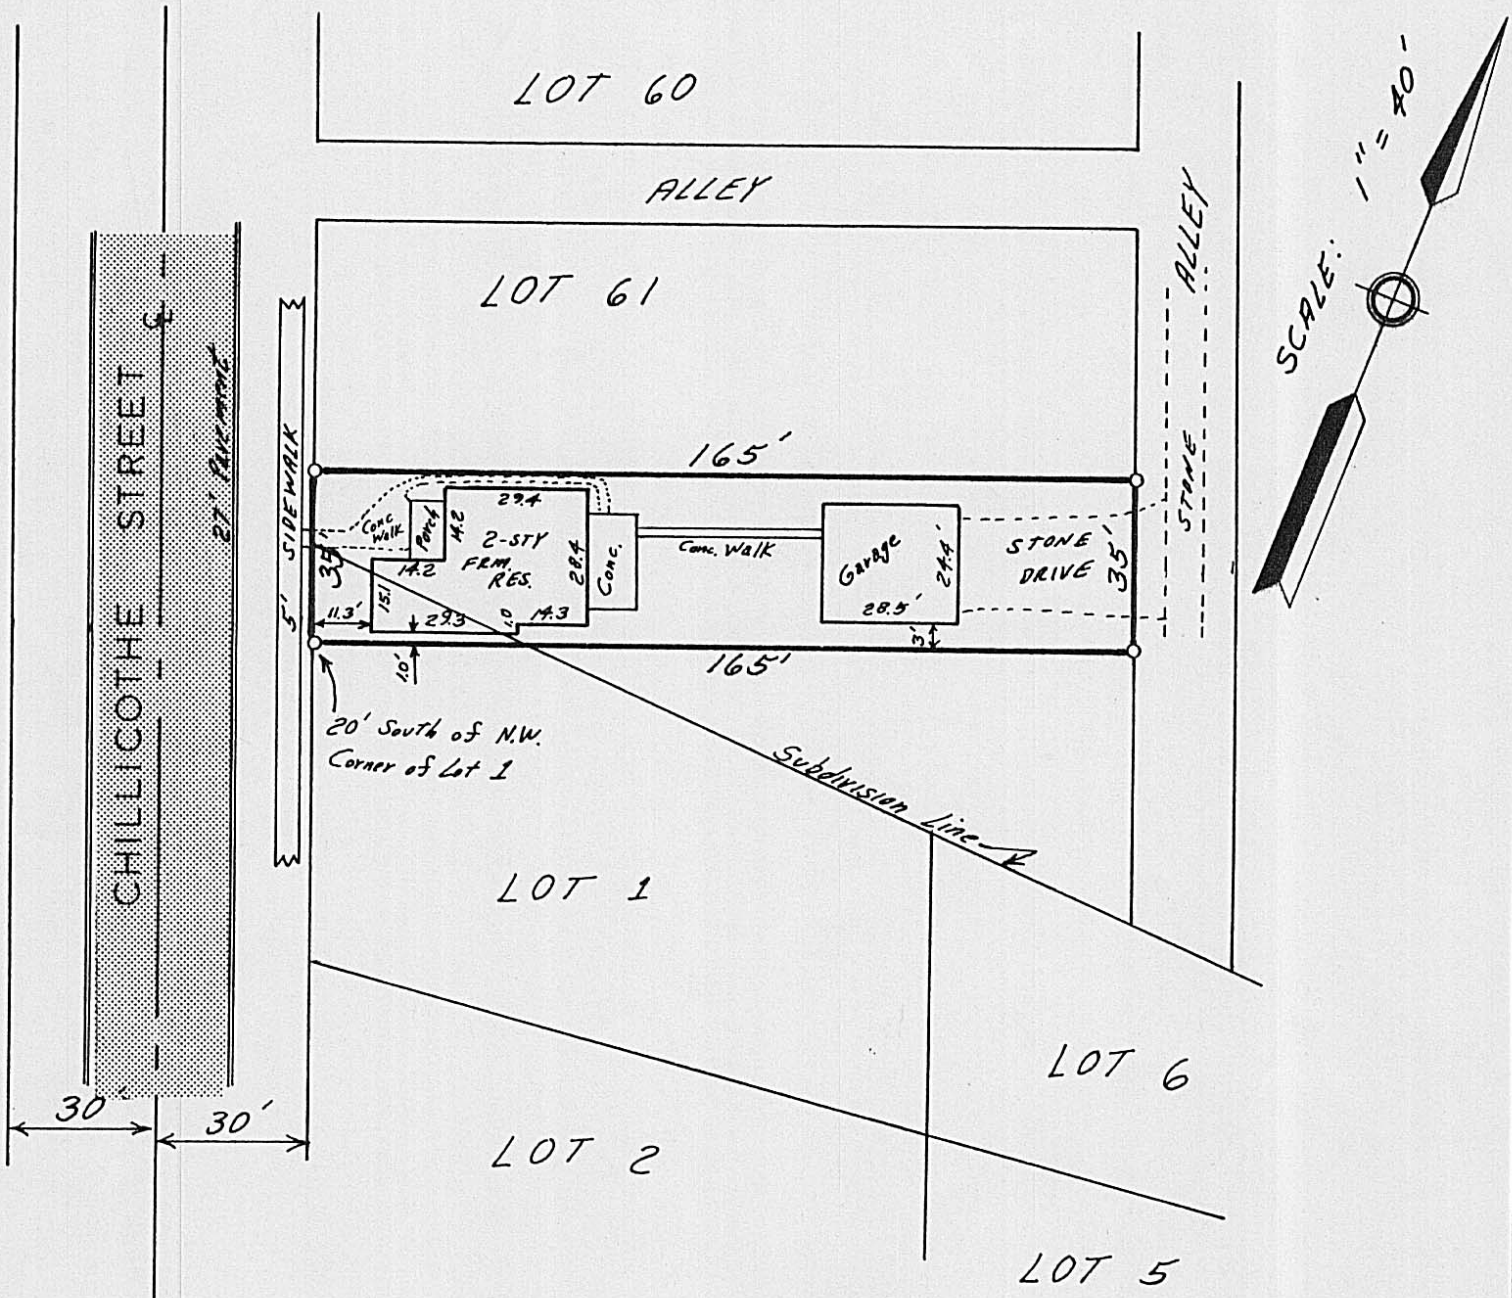 LOT 60
ALLEY
SCALE: 1" = 40'
ALLEY
LOT 61
CHILLICOTHE STREET
27' PAVEMENT
SIDEWALK
5'
165'
35'
Conc Walk
Porch
14.2
29.4
2-STY
FRM.
RES.
28.4
Conc.
14.2
15.1
11.3'
29.3
1.0
14.3
1.0'
Conc. Walk
Garage
24.4'
28.5'
3'
STONE
DRIVE
35'
STONE
165'
20' South of N.W.
Corner of Lot 1
Subdivision Line
LOT 1
LOT 6
30'
30'
LOT 2
LOT 5